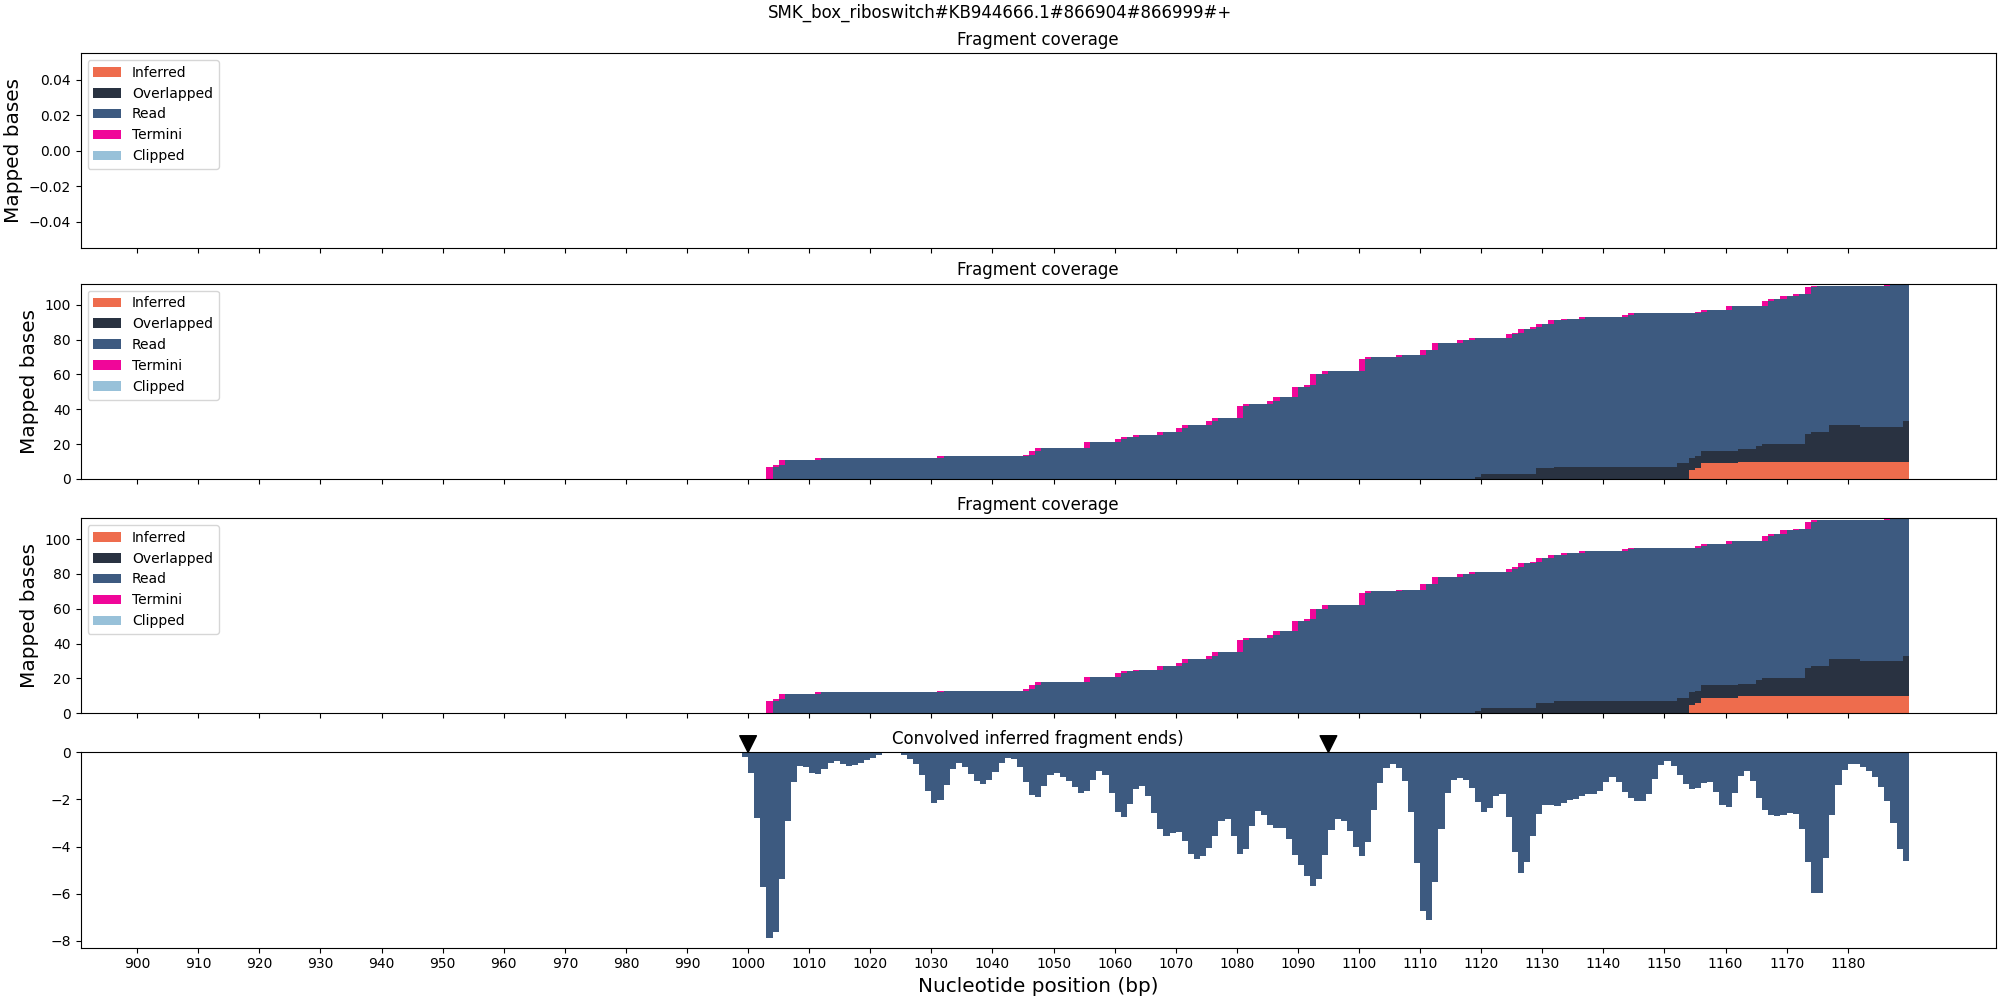 SMK_box_riboswitch#KB944666.1#866904#866999#+
Fragment coverage
Mapped bases
0.04
0.02
0.00
−0.02
−0.04
Inferred
Overlapped
Read
Termini
Clipped
Fragment coverage
Mapped bases
100
80
60
40
20
0
Inferred
Overlapped
Read
Termini
Clipped
Fragment coverage
Mapped bases
100
80
60
40
20
0
Inferred
Overlapped
Read
Termini
Clipped
Convolved inferred fragment ends)
0
−2
−4
−6
−8
900 910 920 930 940 950 960 970 980 990 1000 1010 1020 1030 1040 1050 1060 1070 1080 1090 1100 1110 1120 1130 1140 1150 1160 1170 1180
Nucleotide position (bp)